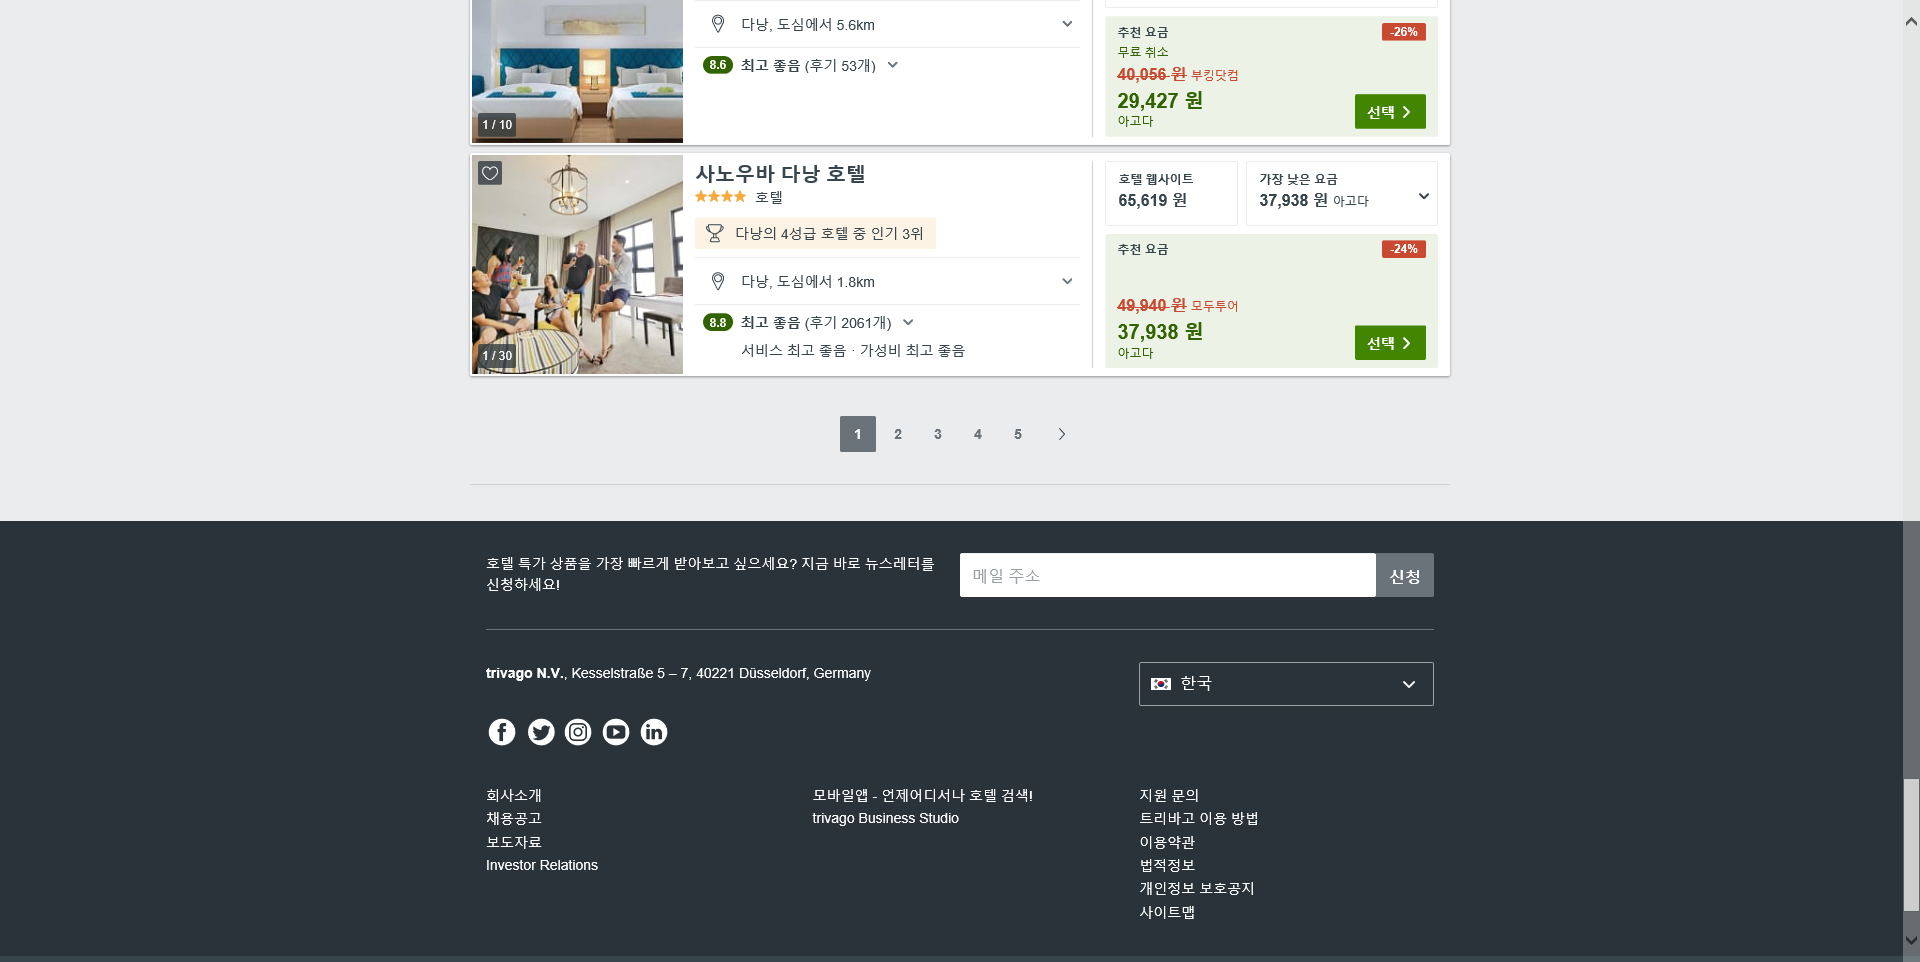 다낭, 도심에서 5.6km
8.6 최고 좋음 (후기 53개)
1 / 10
추천 요금
-26%
무료 취소
40,056 원 부킹닷컴
29,427 원
아고다
선택
사노우바 다낭 호텔
호텔
다낭의 4성급 호텔 중 인기 3위
다낭, 도심에서 1.8km
8.8 최고 좋음 (후기 2061개)
서비스 최고 좋음 · 가성비 최고 좋음
1 / 30
호텔 웹사이트
65,619 원
가장 낮은 요금
37,938 원 아고다
추천 요금
-24%
49,940 원 모두투어
37,938 원
아고다
선택
1 2 3 4 5
호텔 특가 상품을 가장 빠르게 받아보고 싶으세요? 지금 바로 뉴스레터를
신청하세요!
메일 주소
신청
trivago N.V., Kesselstraße 5 – 7, 40221 Düsseldorf, Germany
한국
회사소개
채용공고
보도자료
Investor Relations
모바일앱 - 언제어디서나 호텔 검색!
trivago Business Studio
지원 문의
트리바고 이용 방법
이용약관
법적정보
개인정보 보호공지
사이트맵